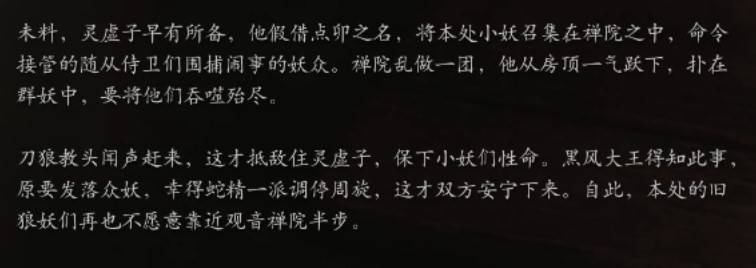 未料，灵虚子早有所备，他假借点卯之名，将本处小妖召集在禅院之中，命令
接管的随从侍卫们围捕闹事的妖众。禅院乱做一团，他从房顶一气跃下，扑在
群妖中，要将他们吞噬殆尽。
刀狼教头闻声赶来，这才抵敌住灵虚子，保下小妖们性命。黑风大王得知此事，
原要发落众妖，幸得蛇精一派调停周旋，这才双方安宁下来。自此，本处的旧
狼妖们再也不愿意靠近观音禅院半步。